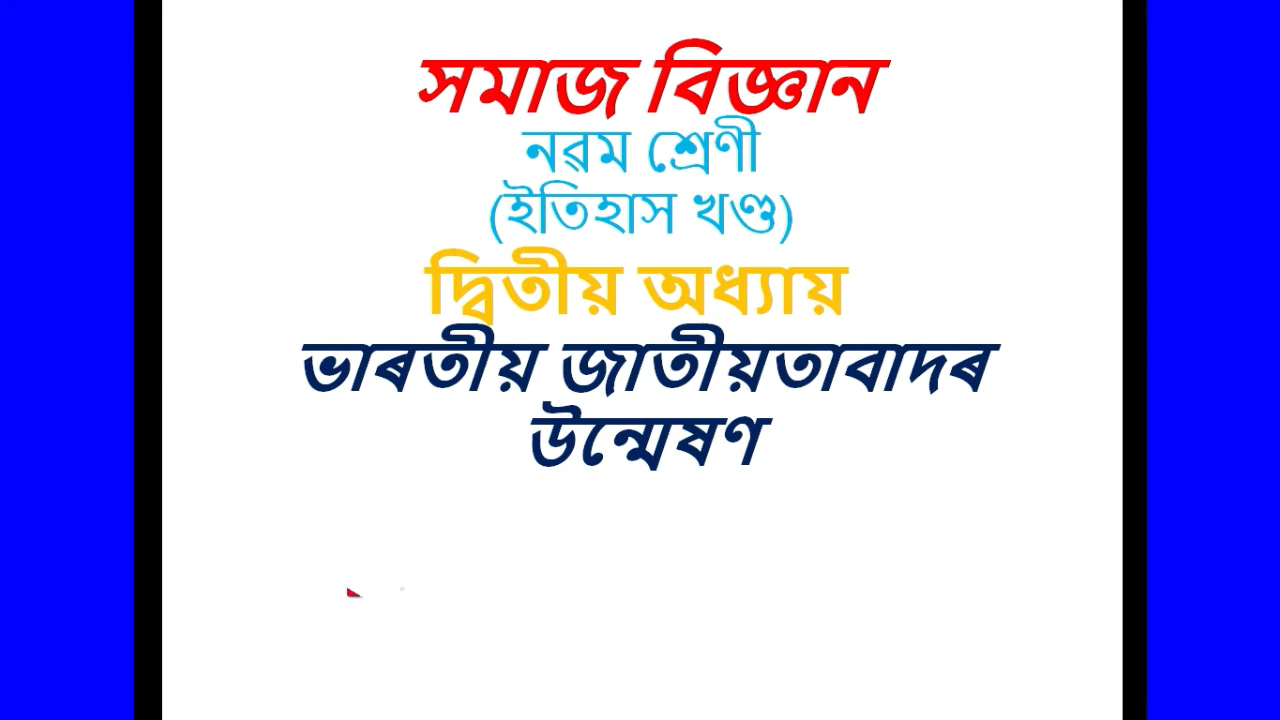 সমাজ বিজ্ঞান
নৱম শ্ৰেণী
(ইতিহাস খণ্ড)
দ্বিতীয় অধ্যায়
ভাৰতীয় জাতীয়তাবাদৰ
উন্মেষণ